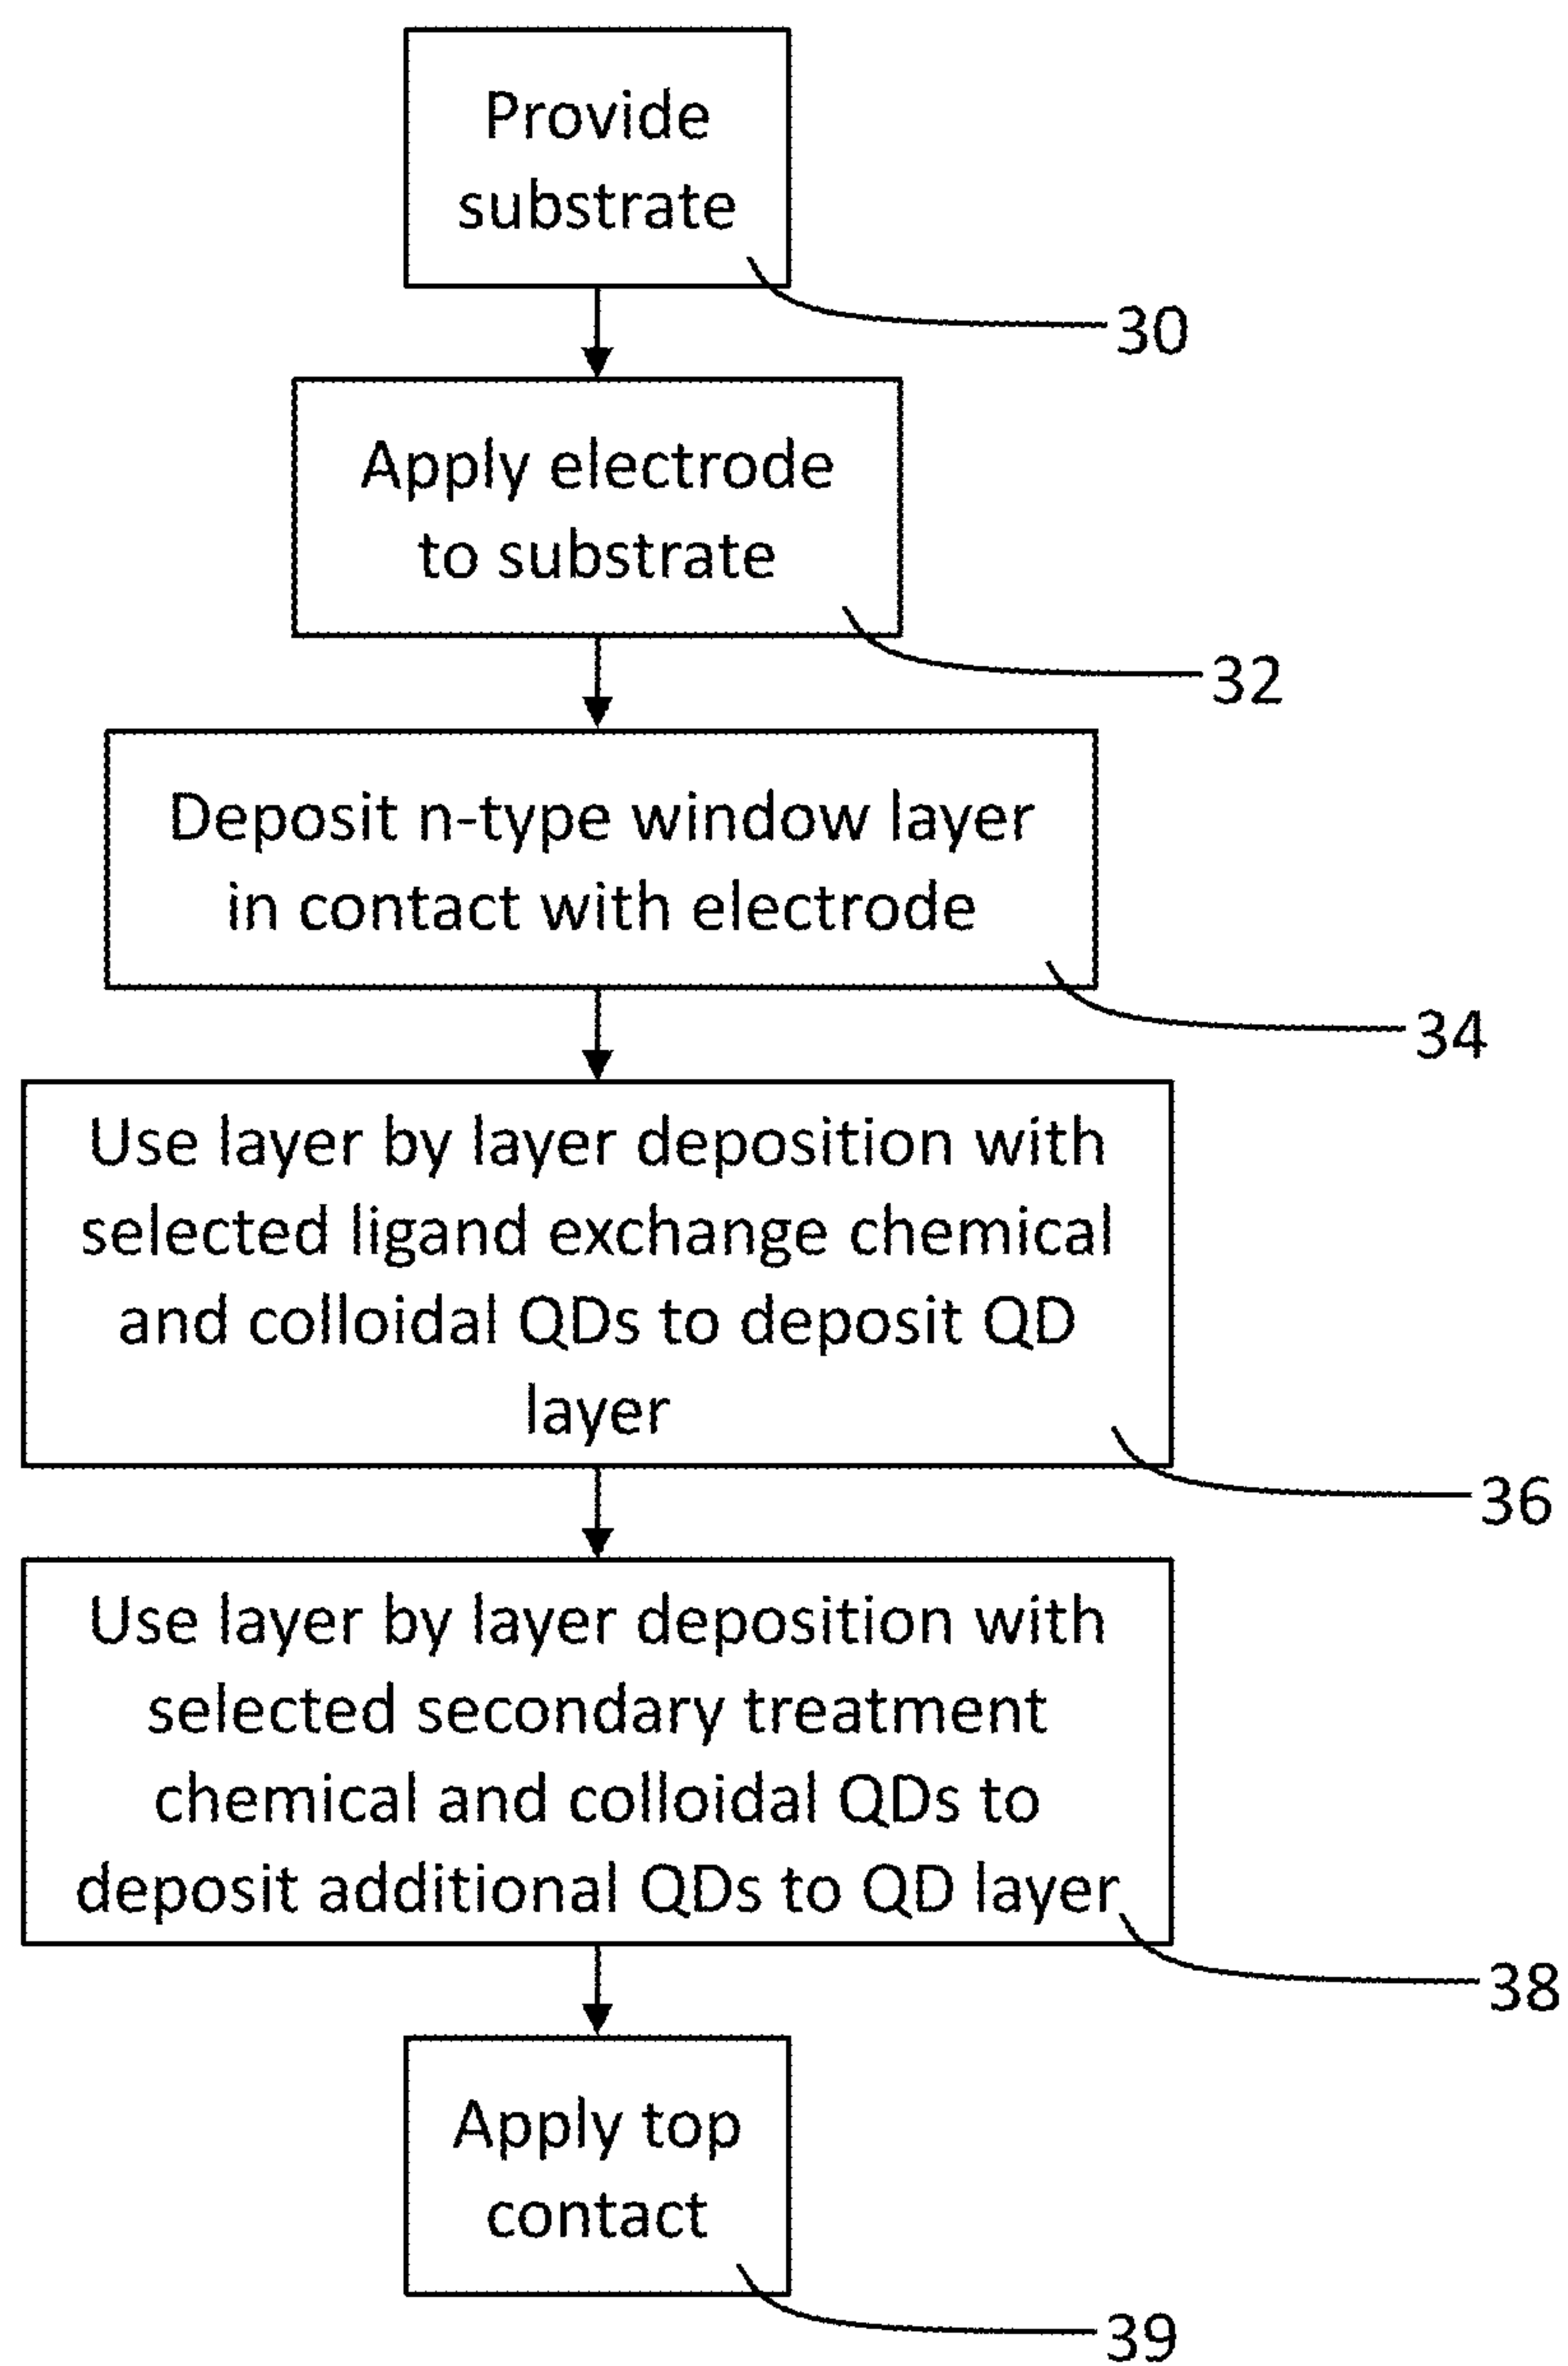 Provide
substrate
30
Apply electrode
to substrate
32
Deposit n-type window layer
in contact with electrode
34
Use layer by layer deposition with
selected ligand exchange chemical
and colloidal QDs to deposit QD
layer
36
Use layer by layer deposition with
selected secondary treatment
chemical and colloidal QDs to
deposit additional QDs to QD layer
38
Apply top
contact
39